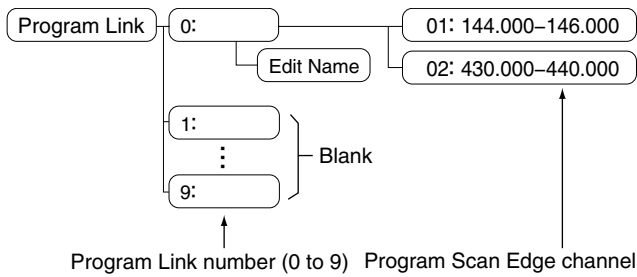 Program Link
0:
01: 144.000–146.000
Edit Name
02: 430.000–440.000
1:
⋮
Blank
9:
Program Link number (0 to 9)
Program Scan Edge channel